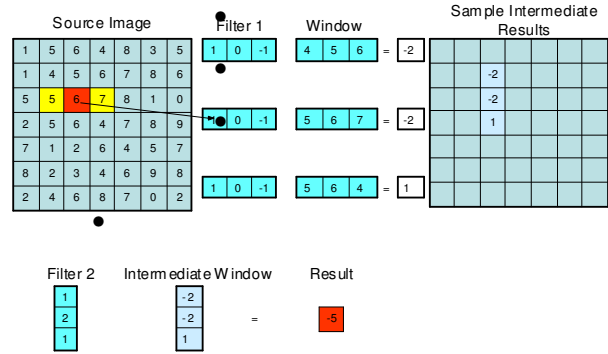 Source Image
Filter 1
Window
Sample Intermediate
Results
1 5 6 4 8 3 5
1 4 5 6 7 8 6
5 5 6 7 8 1 0
2 5 6 4 7 8 9
7 1 2 6 4 5 7
8 2 3 4 6 9 8
2 4 6 8 7 0 2
1 0 -1
4 5 6
= -2
1 0 -1
5 6 7
= -2
1 0 -1
5 6 4
= 1
-2
-2
1
Filter 2
Intermediate Window
Result
1
2
1
-2
-2
1
=
-5